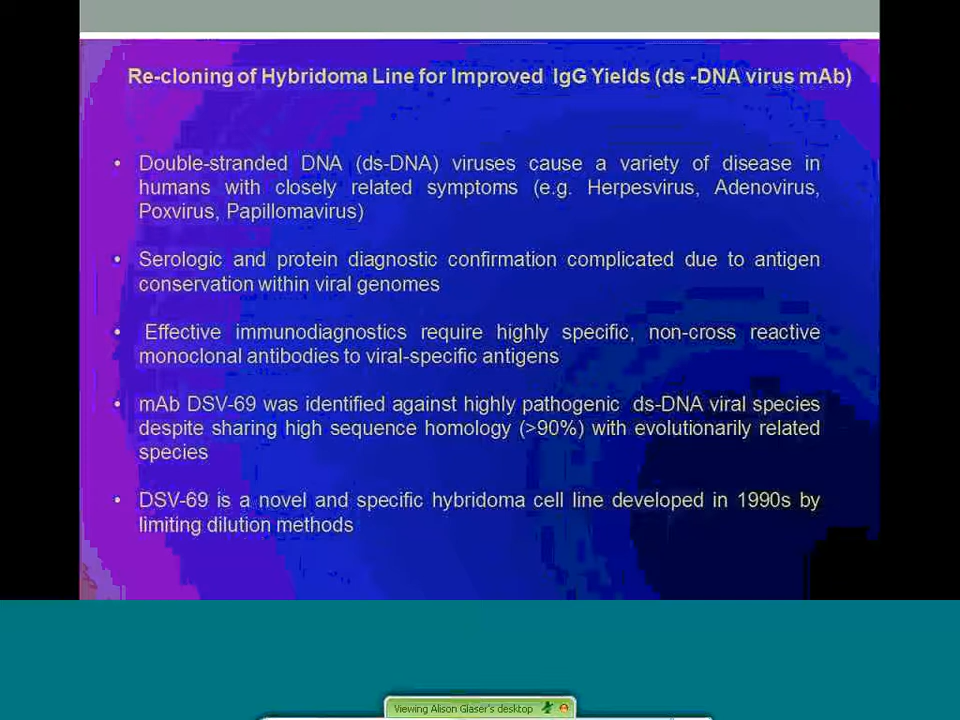 Re-cloning of Hybridoma Line for Improved IgG Yields (ds -DNA virus mAb)
• Double-stranded DNA (ds-DNA) viruses cause a variety of disease in
humans with closely related symptoms (e.g. Herpesvirus, Adenovirus,
Poxvirus, Papillomavirus)
• Serologic and protein diagnostic confirmation complicated due to antigen
conservation within viral genomes
• Effective immunodiagnostics require highly specific, non-cross reactive
monoclonal antibodies to viral-specific antigens
• mAb DSV-69 was identified against highly pathogenic ds-DNA viral species
despite sharing high sequence homology (>90%) with evolutionarily related
species
• DSV-69 is a novel and specific hybridoma cell line developed in 1990s by
limiting dilution methods
Viewing Alison Glaser's desktop